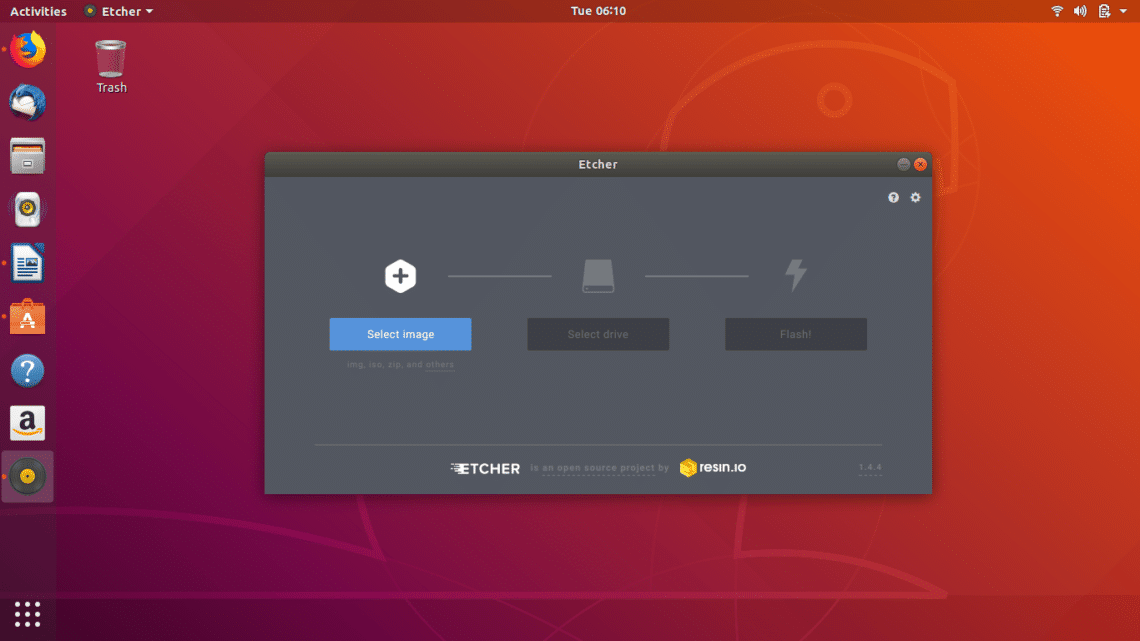 Activities Etcher Tue 06:10
Trash
Etcher
Select image Select drive Flash!
img, iso, zip, and others
ETCHER is an open source project by resin.io 1.4.4